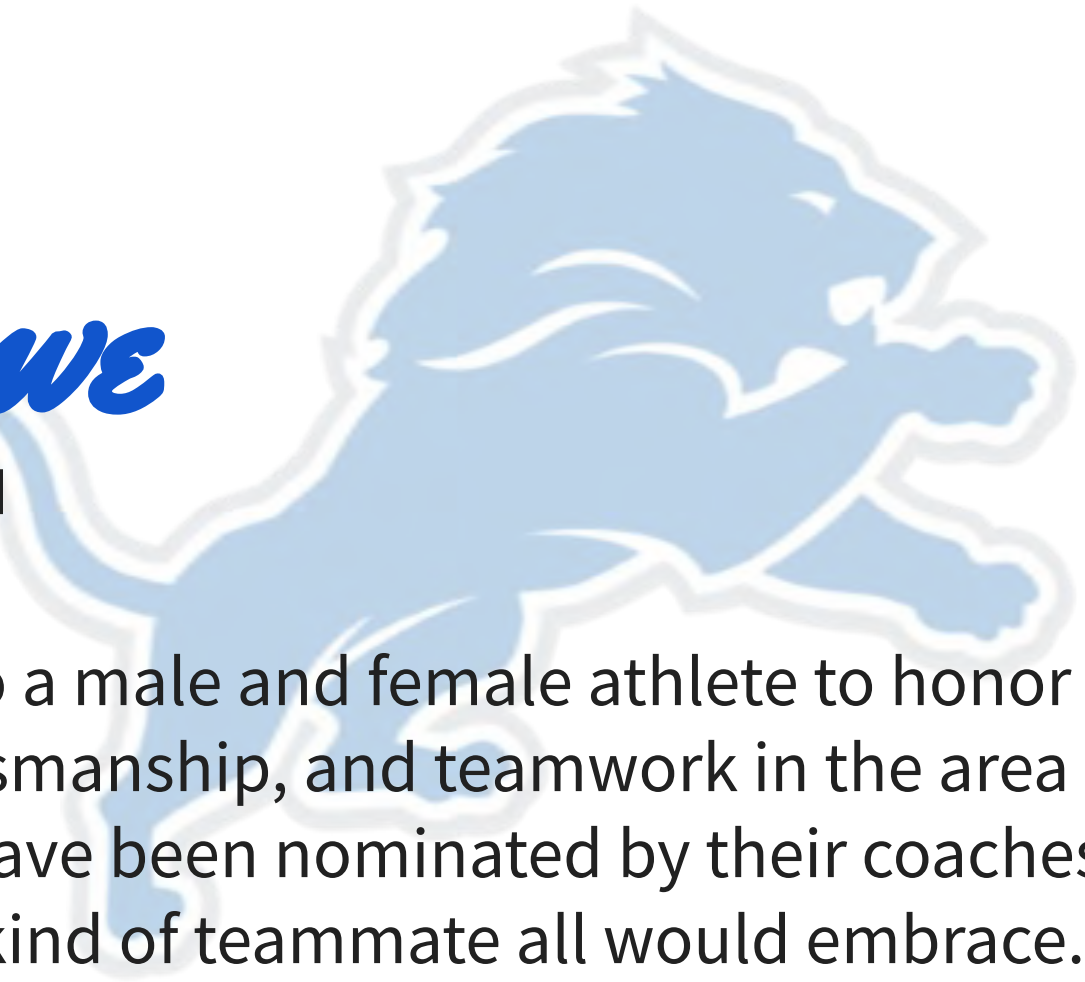 WE
a male and female athlete to honor
smanship, and teamwork in the area
ave been nominated by their coaches
kind of teammate all would embrace.